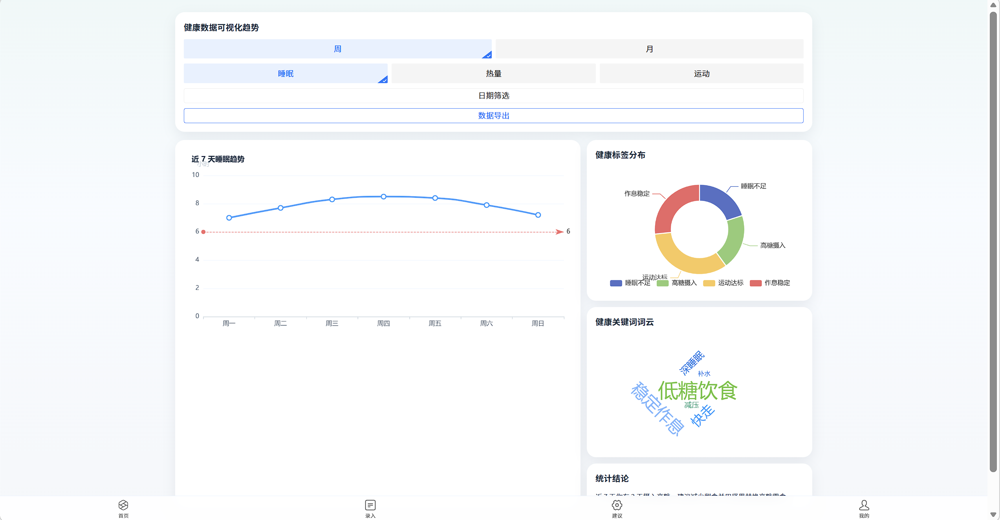 健康数据可视化趋势
周
月
睡眠
热量
运动
日期筛选
数据导出
近 7 天睡眠趋势
小时
10
8
6
6
4
2
0
周一
周二
周三
周四
周五
周六
周日
健康标签分布
睡眠不足
作息稳定
高糖摄入
运动达标
睡眠不足
高糖摄入
运动达标
作息稳定
健康关键词词云
深睡眠
补水
低糖饮食
稳定作息
减压
快走
统计结论
首页
录入
建议
我的